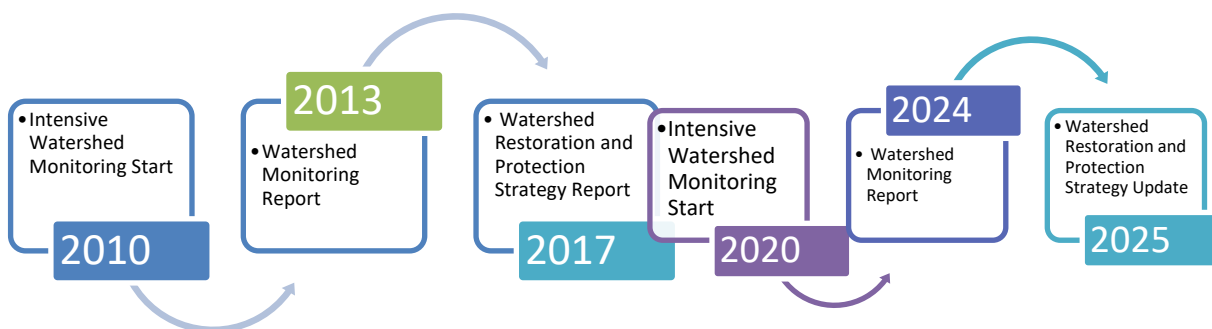 • Intensive
Watershed
Monitoring Start
2010
2013
• Watershed
Monitoring
Report
• Watershed
Restoration and
Protection
Strategy Report
2017
• Intensive
Watershed
Monitoring
Start
2020
2024
• Watershed
Monitoring
Report
• Watershed
Restoration and
Protection
Strategy Update
2025